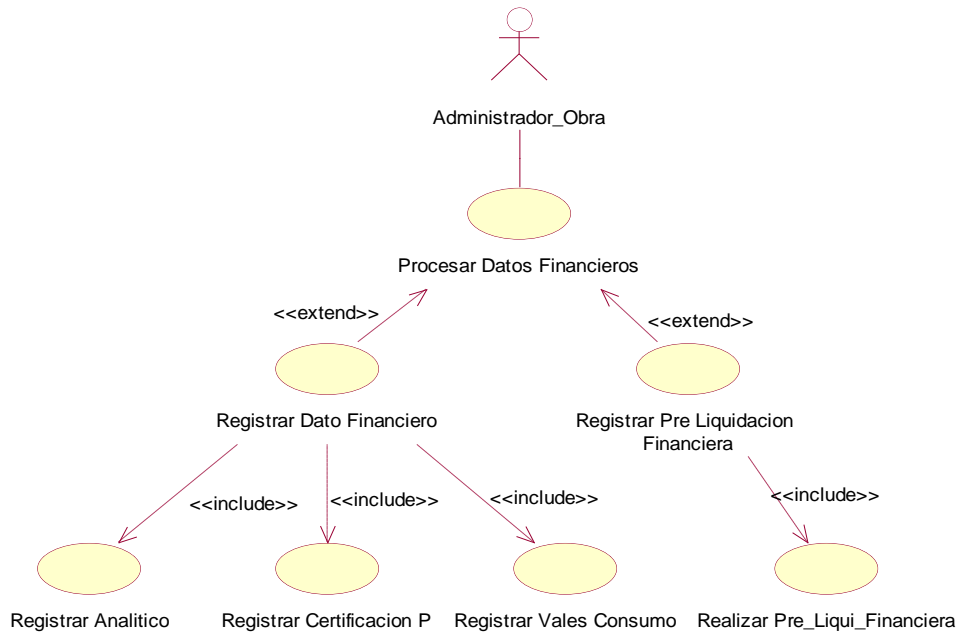 Administrador_Obra
Procesar Datos Financieros
<<extend>>
<<extend>>
Registrar Dato Financiero
Registrar Pre Liquidacion
Financiera
<<include>>
<<include>>
<<include>>
<<include>>
Registrar Analitico
Registrar Certificacion P
Registrar Vales Consumo
Realizar Pre_Liqui_Financiera